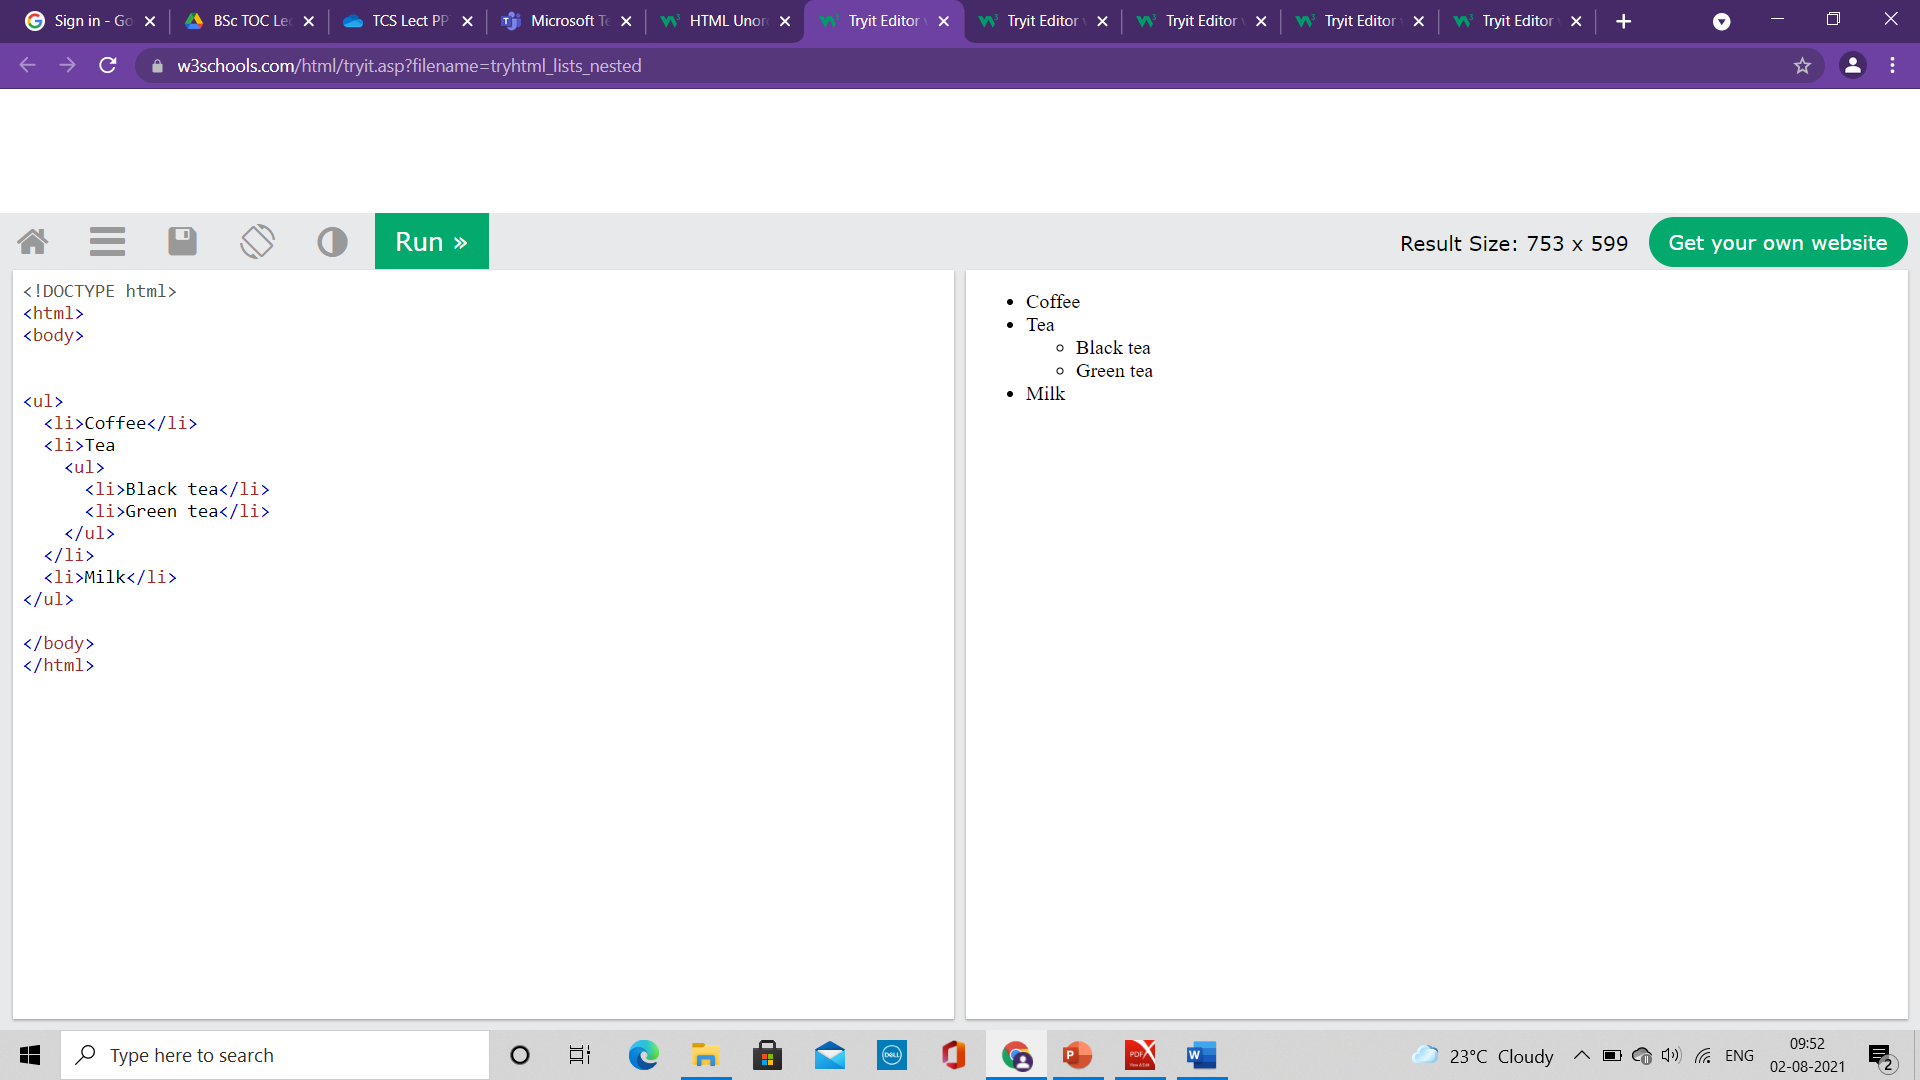 Sign in - Go
BSc TOC Lec
TCS Lect PP
Microsoft Te
HTML Unor
Tryit Editor
Tryit Editor
Tryit Editor
Tryit Editor
Tryit Editor
w3schools.com/html/tryit.asp?filename=tryhtml_lists_nested
Run »
Result Size: 753 x 599
Get your own website
<!DOCTYPE html>
<html>
<body>
<ul>
  <li>Coffee</li>
  <li>Tea
    <ul>
      <li>Black tea</li>
      <li>Green tea</li>
    </ul>
  </li>
  <li>Milk</li>
</ul>
</body>
</html>
• Coffee
• Tea
◦ Black tea
◦ Green tea
• Milk
Type here to search
DELL
23°C Cloudy
ENG
09:52
02-08-2021
2